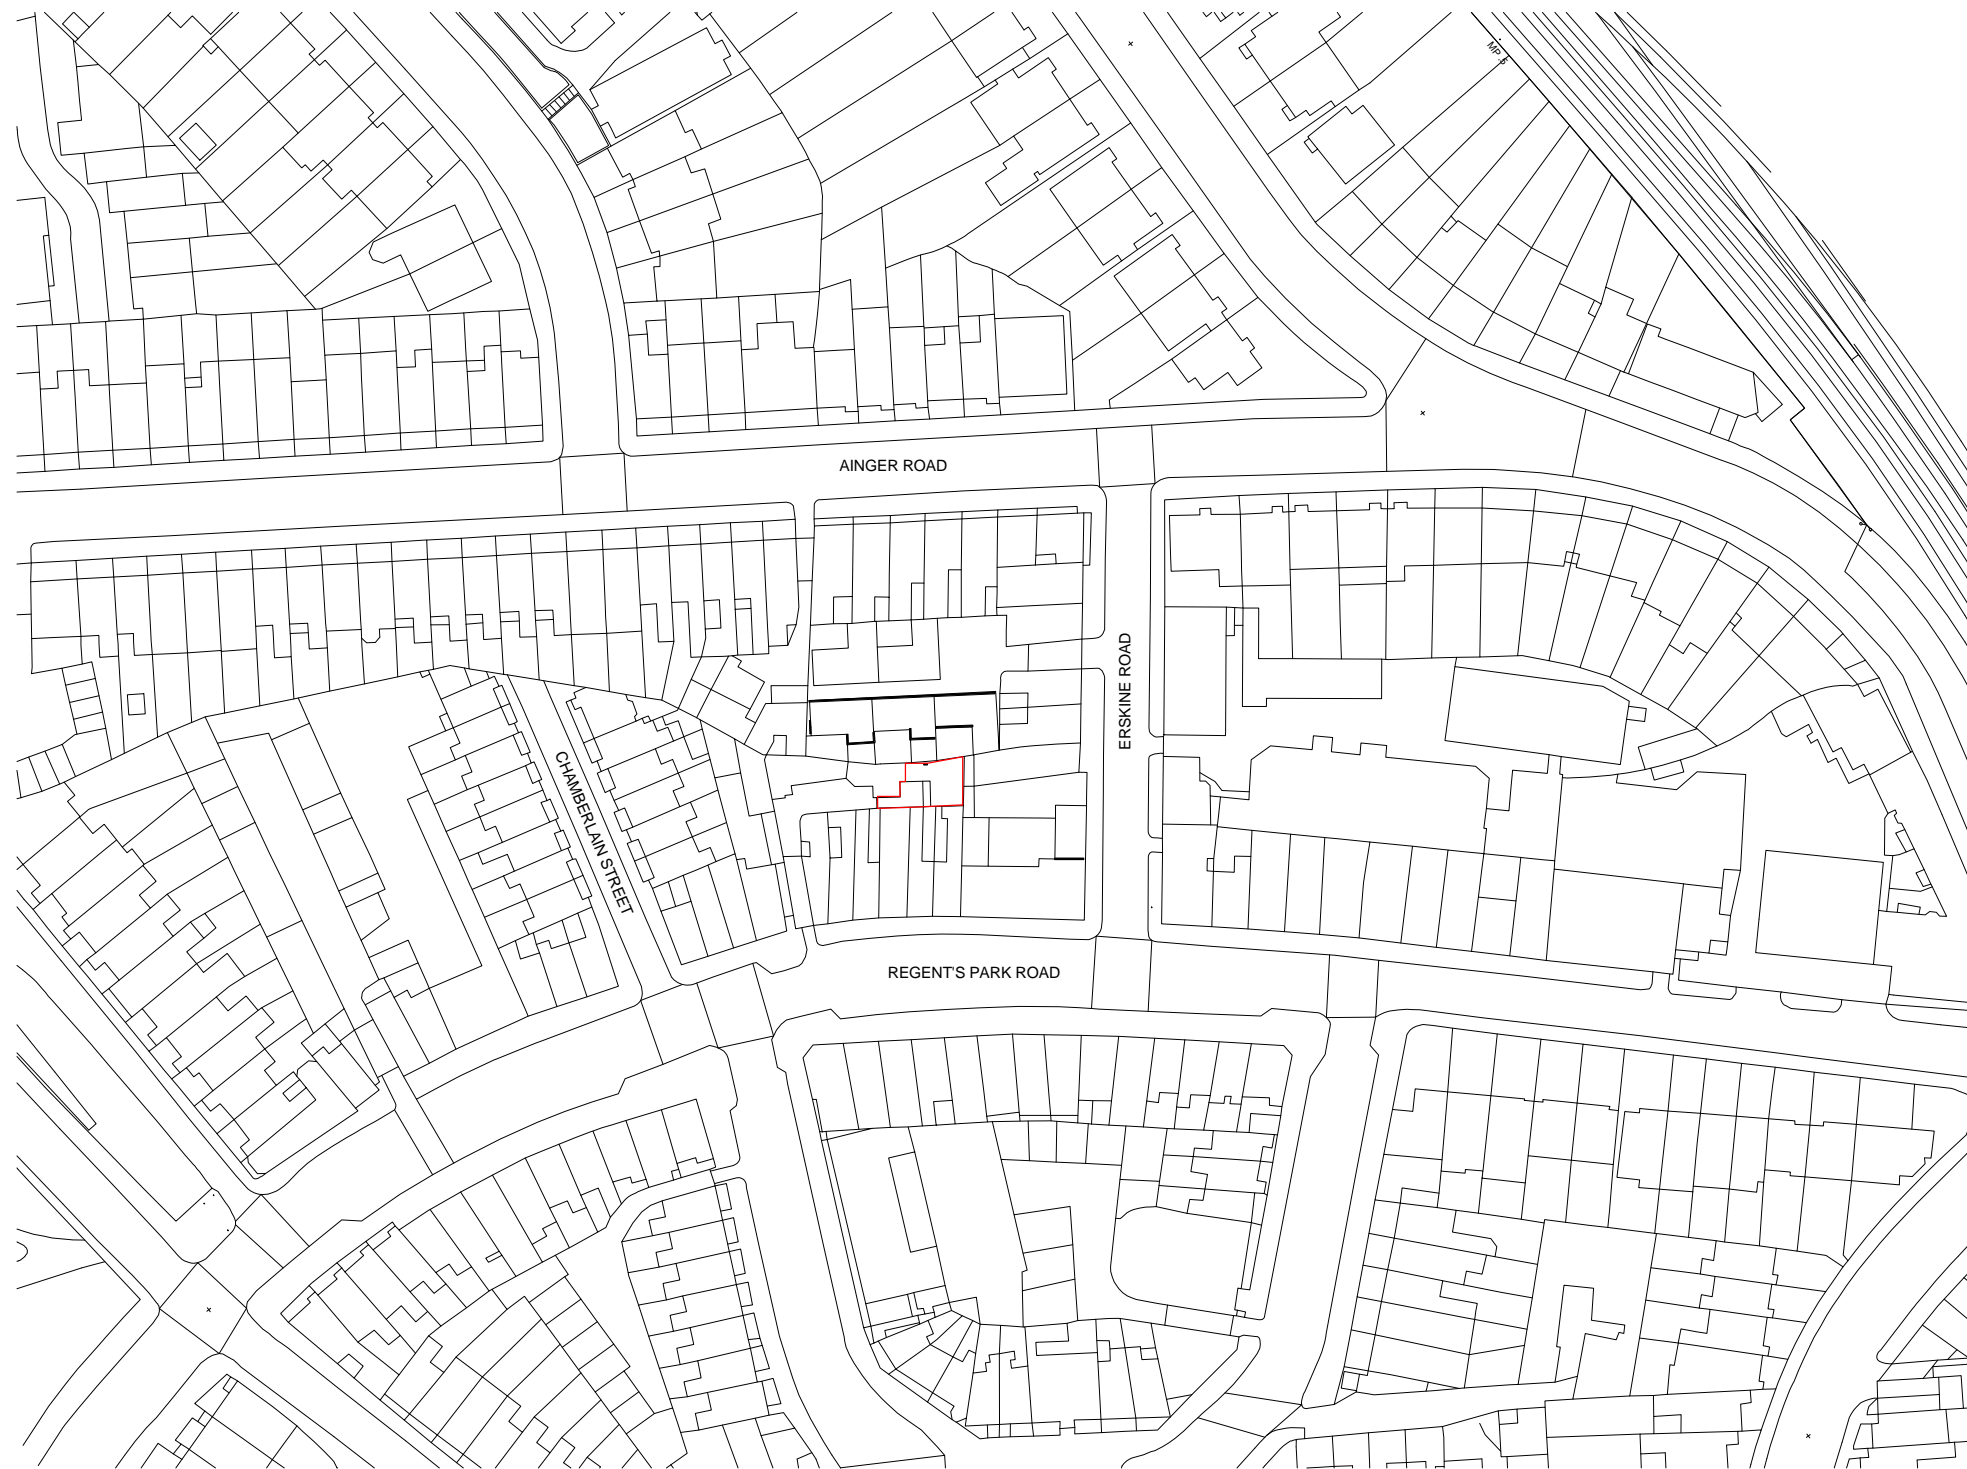 MP .5
AINGER ROAD
ERSKINE ROAD
CHAMBERLAIN STREET
REGENT'S PARK ROAD